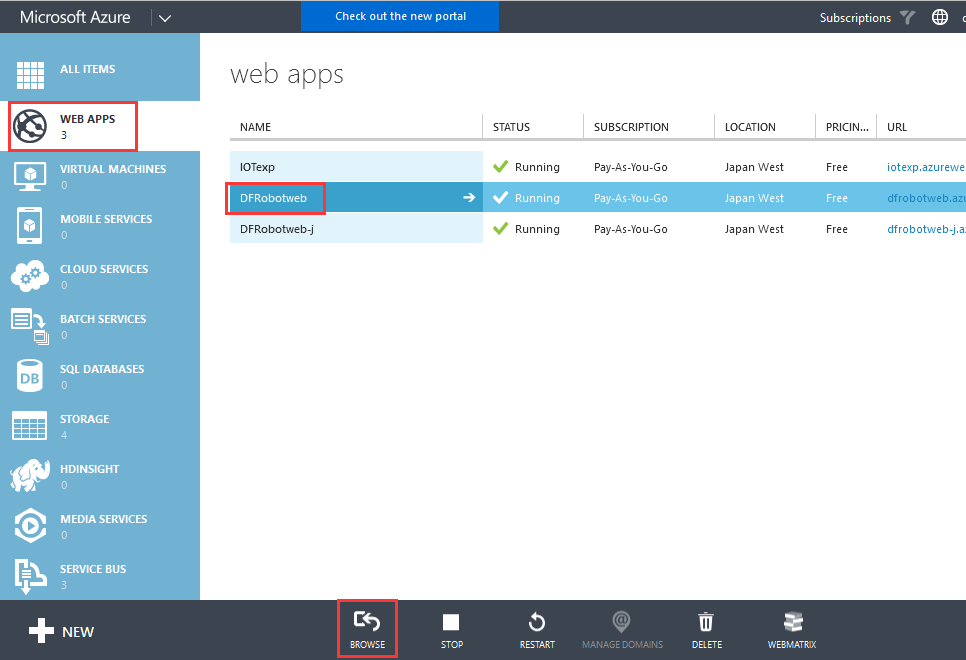 Microsoft Azure
Check out the new portal
Subscriptions
ALL ITEMS
WEB APPS
3
VIRTUAL MACHINES
0
MOBILE SERVICES
0
CLOUD SERVICES
0
BATCH SERVICES
0
DB
SQL DATABASES
0
STORAGE
4
HDINSIGHT
0
MEDIA SERVICES
0
SERVICE BUS
3
web apps
NAME STATUS SUBSCRIPTION LOCATION PRICIN... URL
IOTexp Running Pay-As-You-Go Japan West Free iotexp.azurewe
DFRobotweb Running Pay-As-You-Go Japan West Free dfrobotweb.azu
DFRobotweb-j Running Pay-As-You-Go Japan West Free dfrobotweb-j.a
NEW
BROWSE
STOP
RESTART
@
MANAGE DOMAINS
DELETE
WEBMATRIX